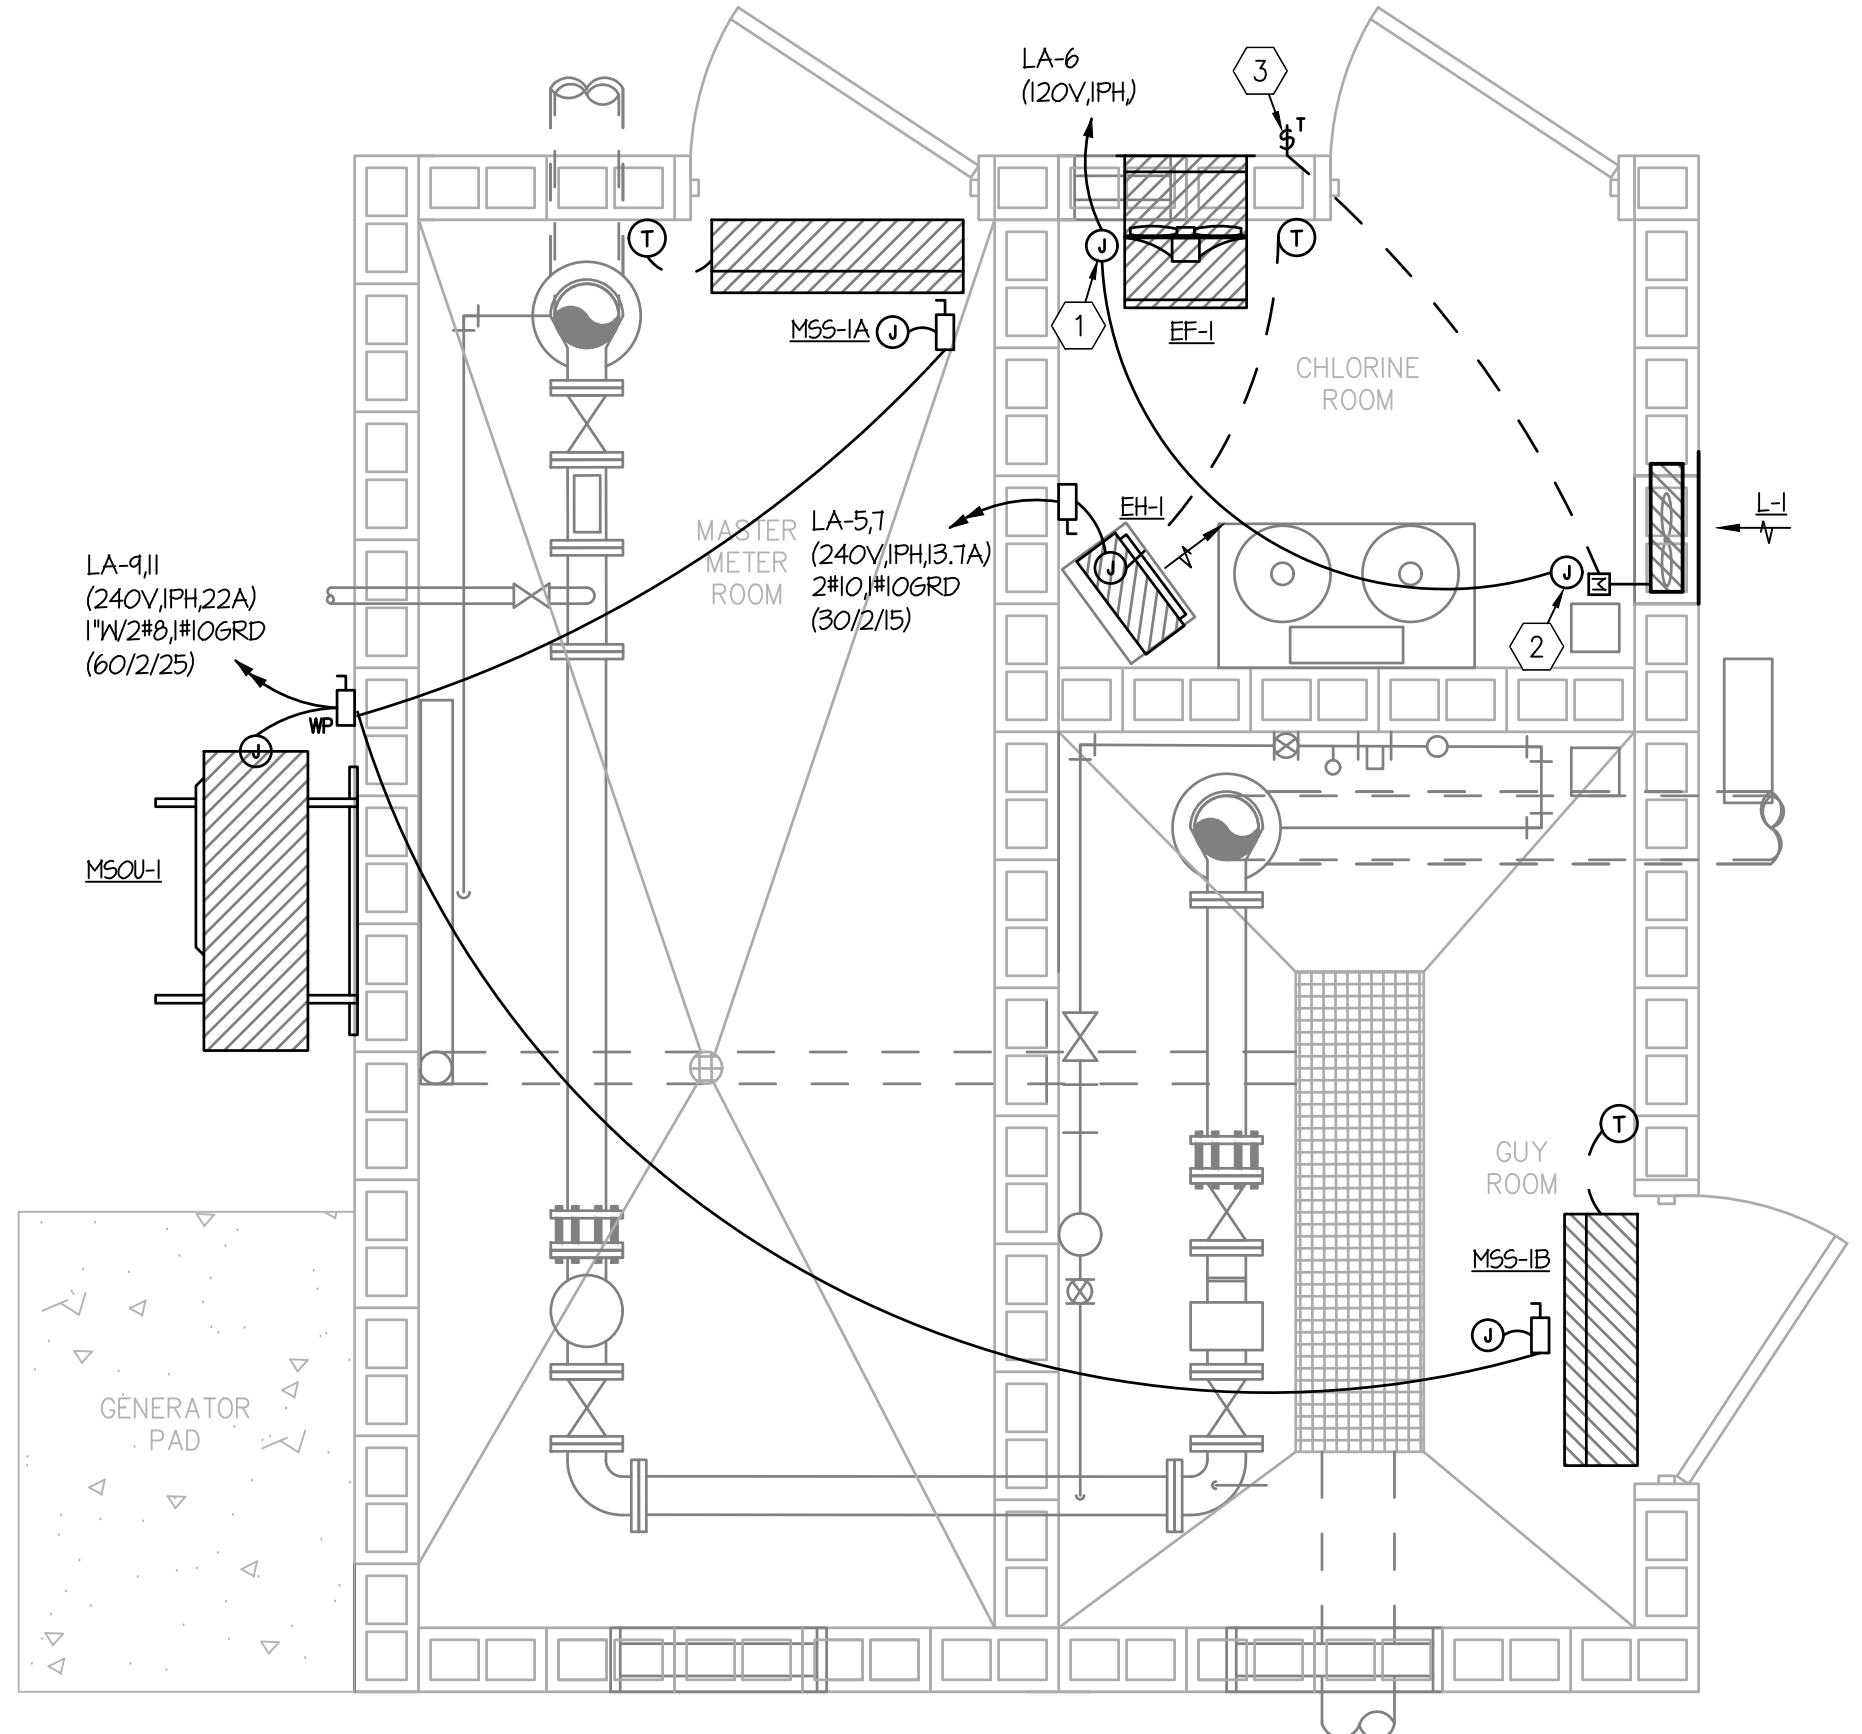 LA-6
(120V,1PH,)
3
$T
T
J
T
MSS-1A
J
1
EF-1
CHLORINE
ROOM
MASTER
METER
ROOM
LA-5,7
(240V,1PH,13.7A)
2#10,1#10GRD
(30/2/15)
EH-1
J
L-1
J
M
2
LA-9,11
(240V,1PH,22A)
1"W/2#8,1#10GRD
(60/2/25)
WP
J
MSOU-1
T
GUY
ROOM
MSS-1B
J
GENERATOR
PAD